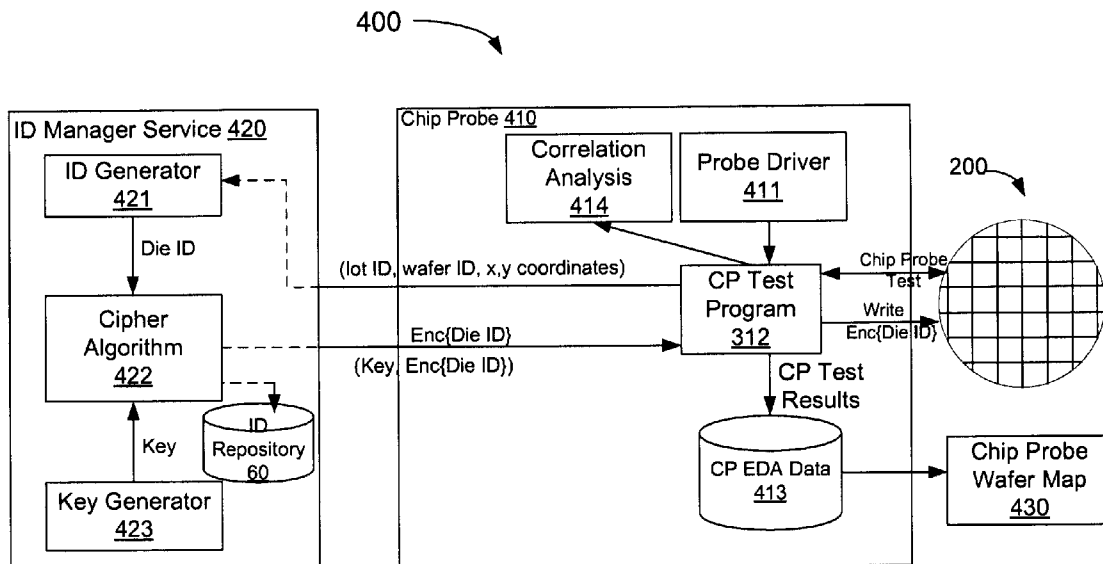 400
ID Manager Service 420
ID Generator
421
Die ID
Cipher
Algorithm
422
Key
ID
Repository
60
Key Generator
423
(lot ID, wafer ID, x,y coordinates)
Enc{Die ID}
(Key, Enc{Die ID})
Chip Probe 410
Correlation
Analysis
414
Probe Driver
411
CP Test
Program
312
CP Test
Results
CP EDA Data
413
200
Chip Probe
Test
Write
Enc{Die ID}
Chip Probe
Wafer Map
430